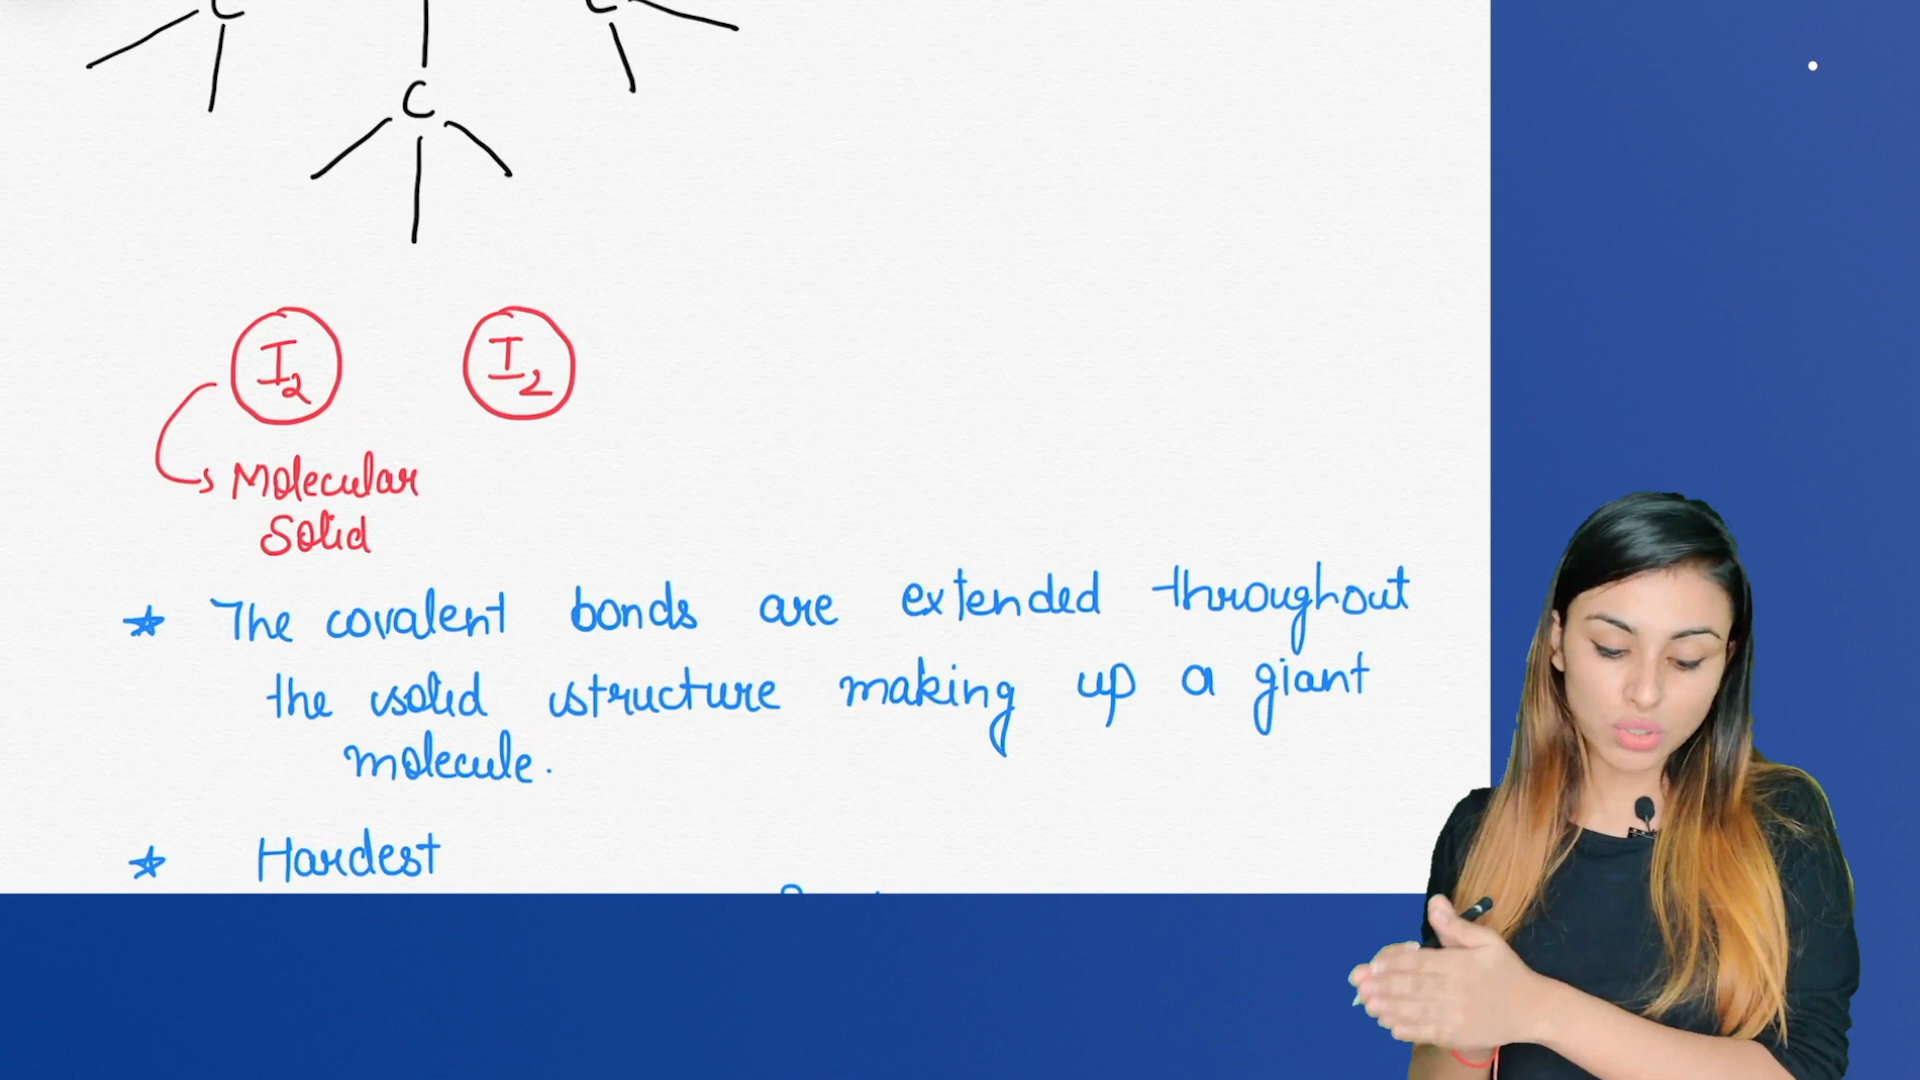 C C
C
I₂ I₂
Molecular
Solid
★ The covalent bonds are extended throughout
the solid structure making up a giant
molecule.
★ Hardest